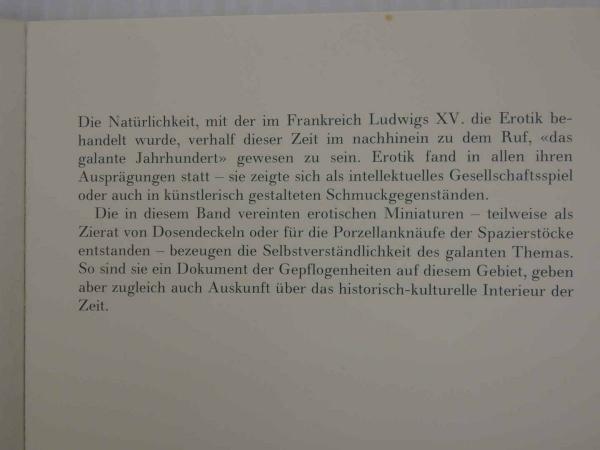 Die Natürlichkeit, mit der im Frankreich Ludwigs XV. die Erotik be-
handelt wurde, verhalf dieser Zeit im nachhinein zu dem Ruf, «das
galante Jahrhundert» gewesen zu sein. Erotik fand in allen ihren
Ausprägungen statt – sie zeigte sich als intellektuelles Gesellschaftsspiel
oder auch in künstlerisch gestalteten Schmuckgegenständen.
Die in diesem Band vereinten erotischen Miniaturen – teilweise als
Zierat von Dosendeckeln oder für die Porzellanknäufe der Spazierstöcke
entstanden – bezeugen die Selbstverständlichkeit des galanten Themas.
So sind sie ein Dokument der Gepflogenheiten auf diesem Gebiet, geben
aber zugleich auch Auskunft über das historisch-kulturelle Interieur der
Zeit.